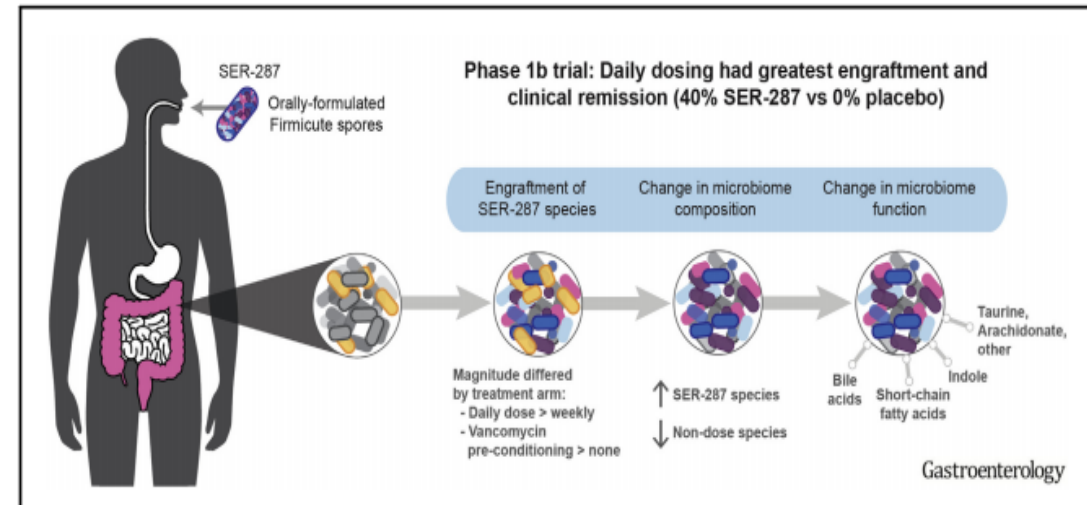 SER-287
Orally-formulated
Firmicute spores
Phase 1b trial: Daily dosing had greatest engraftment and
clinical remission (40% SER-287 vs 0% placebo)
Engraftment of
SER-287 species
Change in microbiome
composition
Change in microbiome
function
Magnitude differed
by treatment arm:
- Daily dose > weekly
- Vancomycin
pre-conditioning > none
↑ SER-287 species
↓ Non-dose species
Bile
acids
Short-chain
fatty acids
Indole
Taurine,
Arachidonate,
other
Gastroenterology